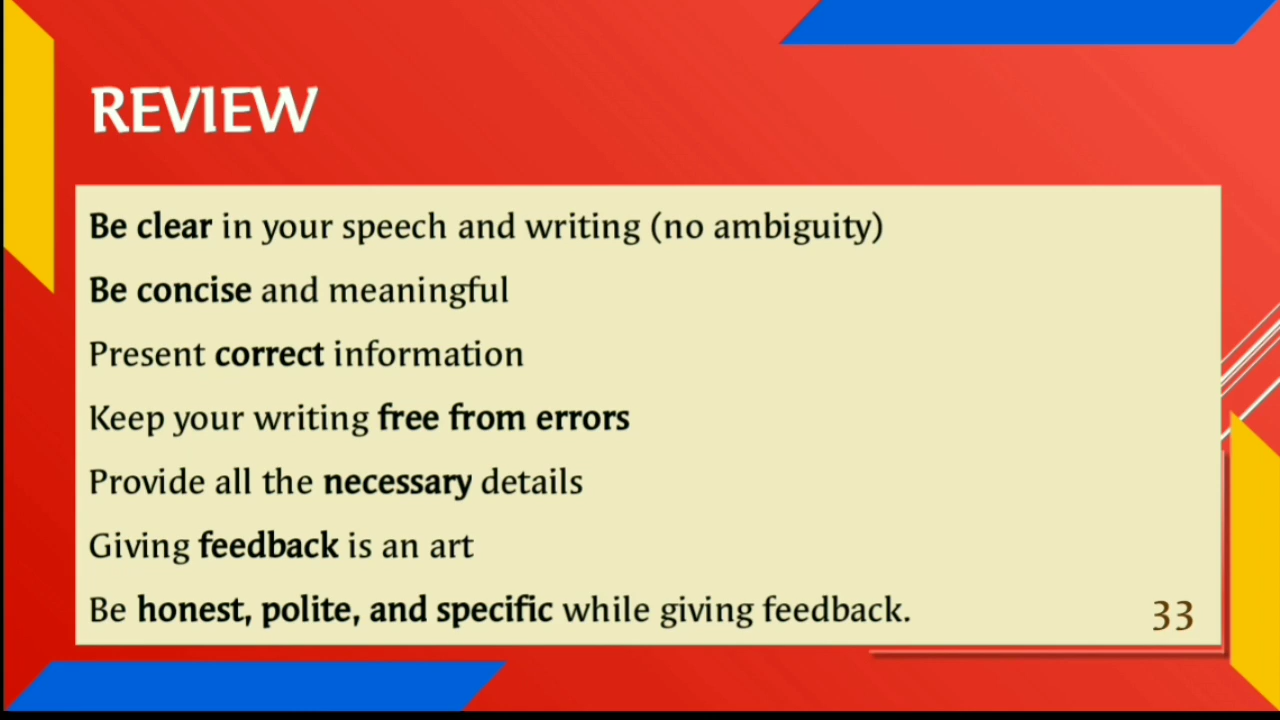 REVIEW
Be clear in your speech and writing (no ambiguity)
Be concise and meaningful
Present correct information
Keep your writing free from errors
Provide all the necessary details
Giving feedback is an art
Be honest, polite, and specific while giving feedback.
33